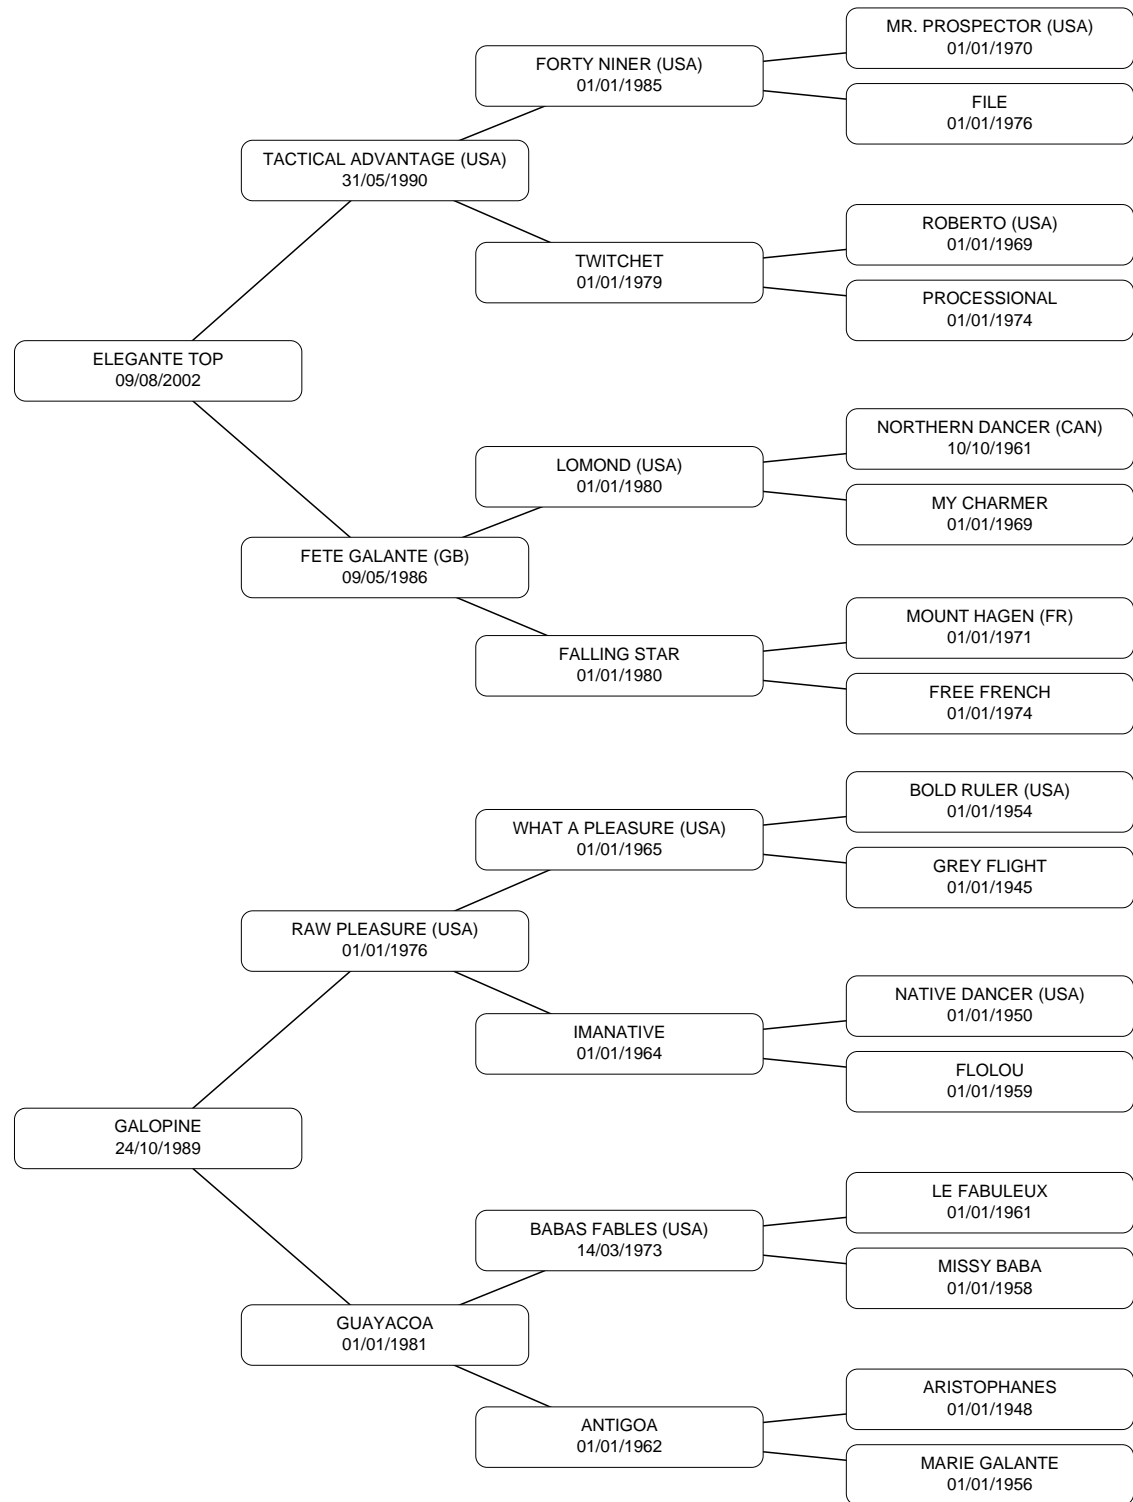 MR. PROSPECTOR (USA)
01/01/1970
FORTY NINER (USA)
01/01/1985
FILE
01/01/1976
TACTICAL ADVANTAGE (USA)
31/05/1990
ROBERTO (USA)
01/01/1969
TWITCHET
01/01/1979
PROCESSIONAL
01/01/1974
ELEGANTE TOP
09/08/2002
NORTHERN DANCER (CAN)
10/10/1961
LOMOND (USA)
01/01/1980
MY CHARMER
01/01/1969
FETE GALANTE (GB)
09/05/1986
MOUNT HAGEN (FR)
01/01/1971
FALLING STAR
01/01/1980
FREE FRENCH
01/01/1974
BOLD RULER (USA)
01/01/1954
WHAT A PLEASURE (USA)
01/01/1965
GREY FLIGHT
01/01/1945
RAW PLEASURE (USA)
01/01/1976
NATIVE DANCER (USA)
01/01/1950
IMANATIVE
01/01/1964
FLOLOU
01/01/1959
GALOPINE
24/10/1989
LE FABULEUX
01/01/1961
BABAS FABLES (USA)
14/03/1973
MISSY BABA
01/01/1958
GUAYACOA
01/01/1981
ARISTOPHANES
01/01/1948
ANTIGOA
01/01/1962
MARIE GALANTE
01/01/1956